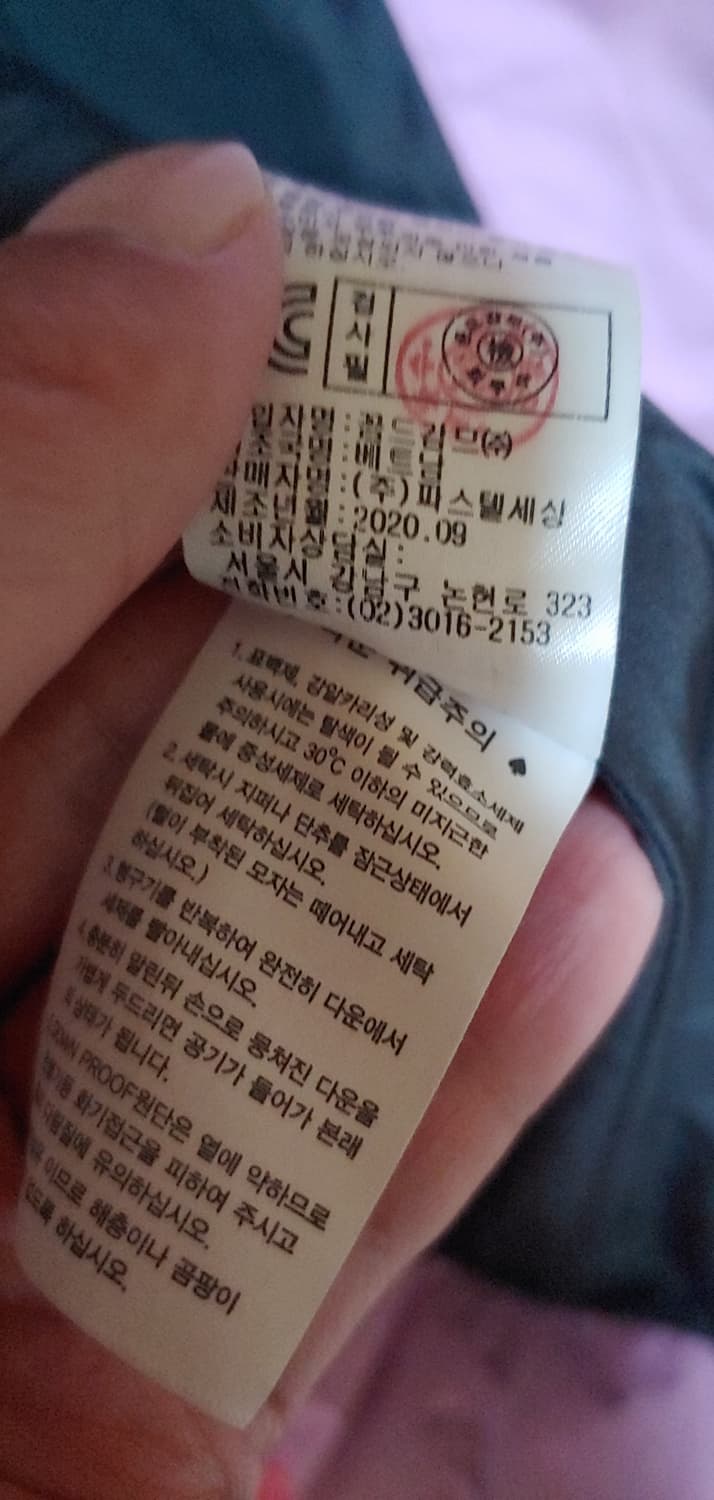 검사필
입자명:
조국명:베트남
매자명:(주)파스텔세상
제조년월:2020.09
소비자상담실:
서울시 강남구 논현로 323
전화번호:(02)3016-2153
취급주의 ♠
1. 표백제, 강알카리성 및 강력효소세제
사용시에는 탈색이 될 수 있으므로
주의하시고 30℃ 이하의 미지근한
물에 중성세제로 세탁하십시오.
2. 세탁시 지퍼나 단추를 잠근상태에서
뒤집어 세탁하십시오.
(털이 부착된 모자는 떼어내고 세탁
하십시오.)
3. 헹구기를 반복하여 완전히 다운에서
세제를 빨아내십시오.
4. 충분히 말린뒤 손으로 뭉쳐진 다운을
가볍게 두드리면 공기가 들어가 본래
상태가 됩니다.
PROOF원단은 열에 약하므로
화기접근을 피하여 주시고
다림질에 유의하십시오.
이므로 해충이나 곰팡이
하십시오.